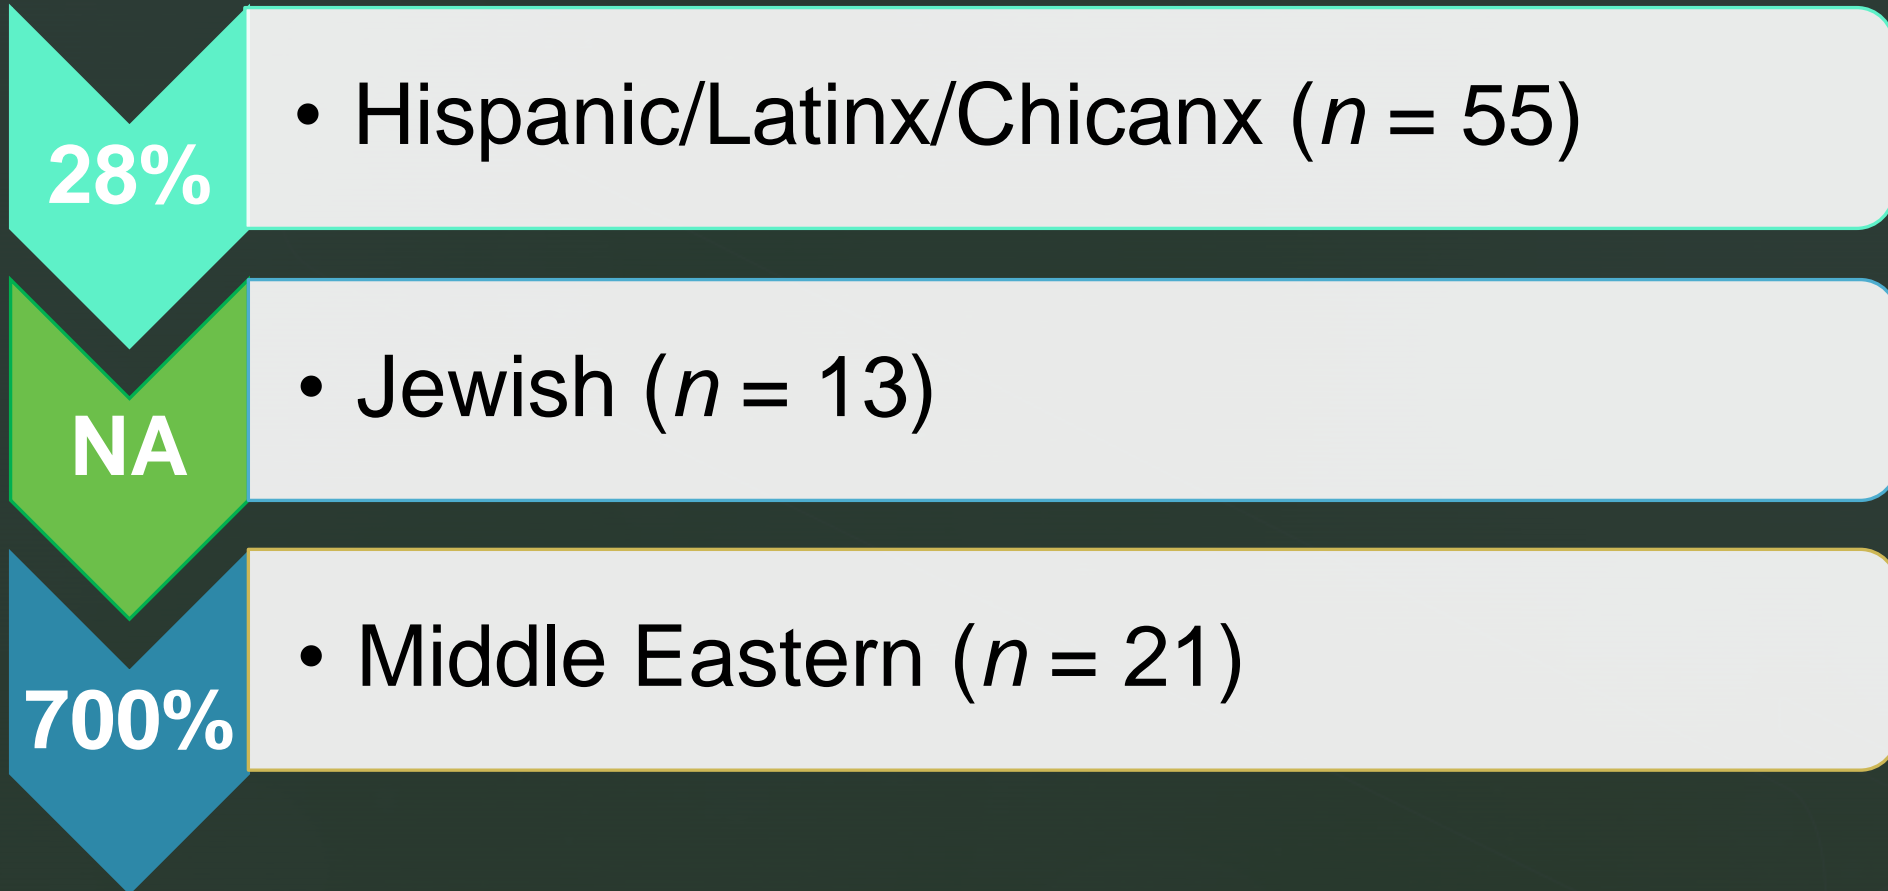 28%
• Hispanic/Latinx/Chicanx (n = 55)
NA
• Jewish (n = 13)
700%
• Middle Eastern (n = 21)